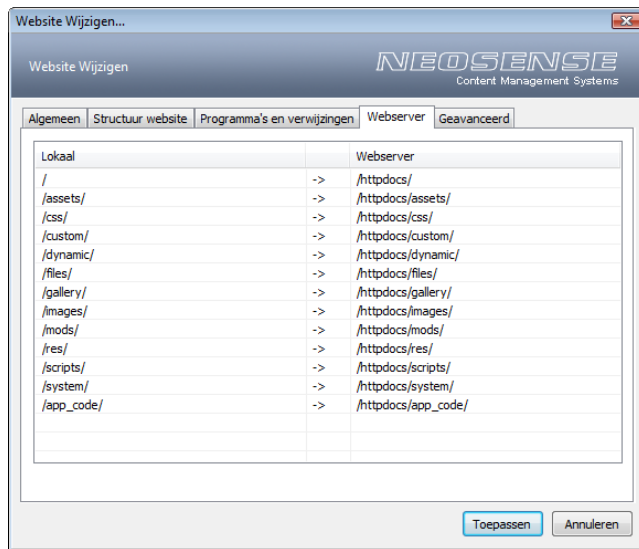 Website Wijzigen...
Website Wijzigen
NEOSENSE
Content Management Systems
Algemeen Structuur website Programma's en verwijzingen Webserver Geavanceerd
Lokaal Webserver
/ -> /httpdocs/
/assets/ -> /httpdocs/assets/
/css/ -> /httpdocs/css/
/custom/ -> /httpdocs/custom/
/dynamic/ -> /httpdocs/dynamic/
/files/ -> /httpdocs/files/
/gallery/ -> /httpdocs/gallery/
/images/ -> /httpdocs/images/
/mods/ -> /httpdocs/mods/
/res/ -> /httpdocs/res/
/scripts/ -> /httpdocs/scripts/
/system/ -> /httpdocs/system/
/app_code/ -> /httpdocs/app_code/
Toepassen Annuleren